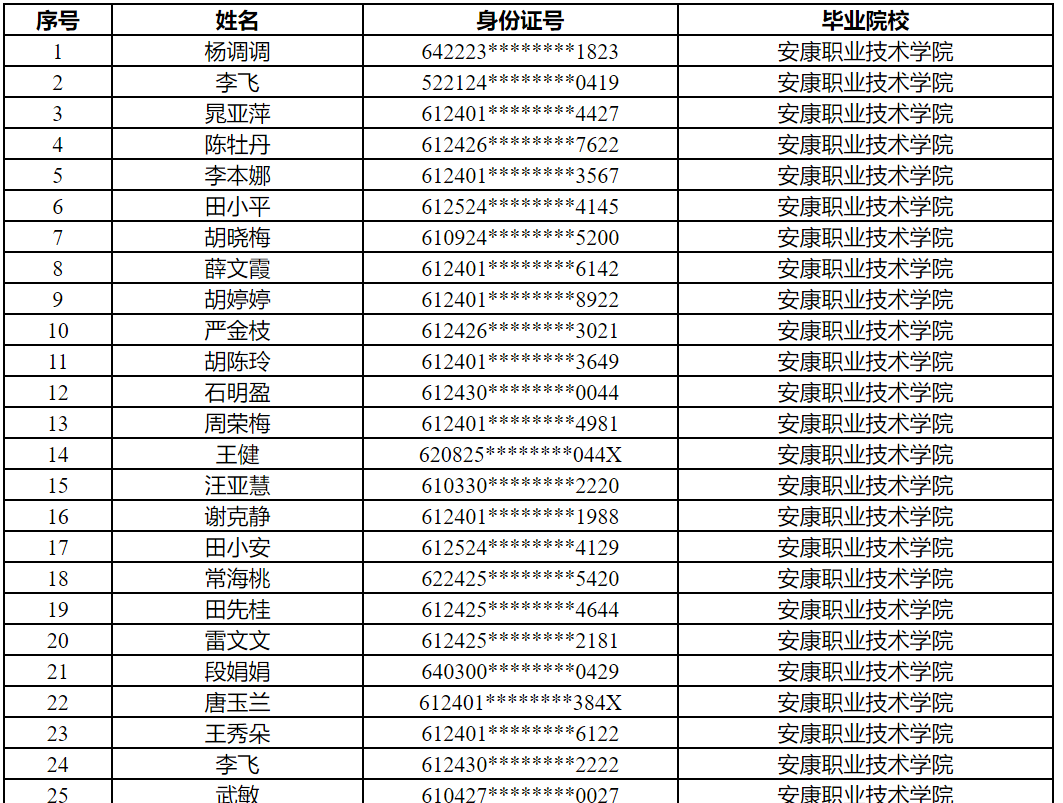 序号 姓名 身份证号 毕业院校
1 杨调调 642223********1823 安康职业技术学院
2 李飞 522124********0419 安康职业技术学院
3 晁亚萍 612401********4427 安康职业技术学院
4 陈牡丹 612426********7622 安康职业技术学院
5 李本娜 612401********3567 安康职业技术学院
6 田小平 612524********4145 安康职业技术学院
7 胡晓梅 610924********5200 安康职业技术学院
8 薛文霞 612401********6142 安康职业技术学院
9 胡婷婷 612401********8922 安康职业技术学院
10 严金枝 612426********3021 安康职业技术学院
11 胡陈玲 612401********3649 安康职业技术学院
12 石明盈 612430********0044 安康职业技术学院
13 周荣梅 612401********4981 安康职业技术学院
14 王健 620825********044X 安康职业技术学院
15 汪亚慧 610330********2220 安康职业技术学院
16 谢克静 612401********1988 安康职业技术学院
17 田小安 612524********4129 安康职业技术学院
18 常海桃 622425********5420 安康职业技术学院
19 田先桂 612425********4644 安康职业技术学院
20 雷文文 612425********2181 安康职业技术学院
21 段娟娟 640300********0429 安康职业技术学院
22 唐玉兰 612401********384X 安康职业技术学院
23 王秀朵 612401********6122 安康职业技术学院
24 李飞 612430********2222 安康职业技术学院
25 武敏 610427********0027 安康职业技术学院